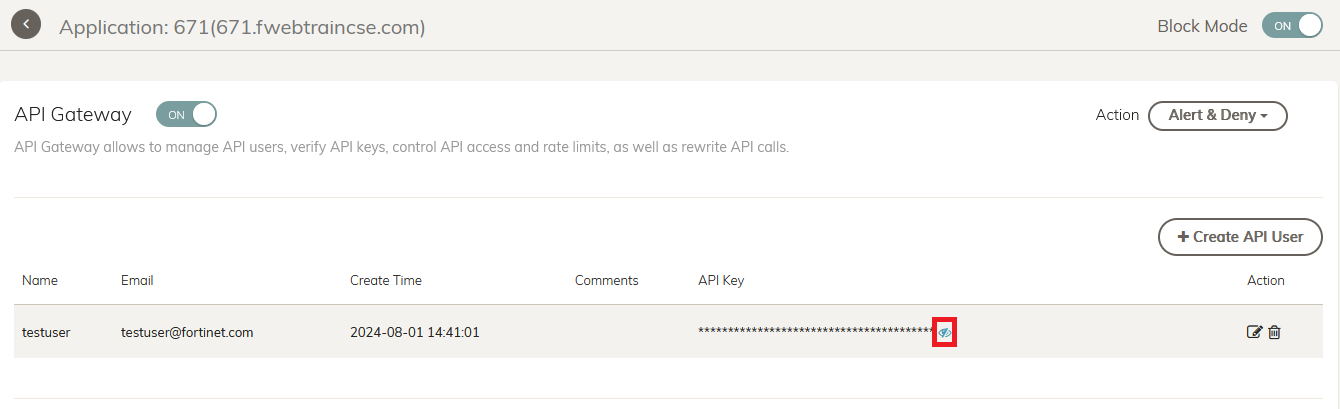 Application: 671(671.fwebtraincse.com) Block Mode ON
API Gateway ON Action Alert & Deny
API Gateway allows to manage API users, verify API keys, control API access and rate limits, as well as rewrite API calls.
+ Create API User
Name Email Create Time Comments API Key Action
testuser testuser@fortinet.com 2024-08-01 14:41:01 ****************************************